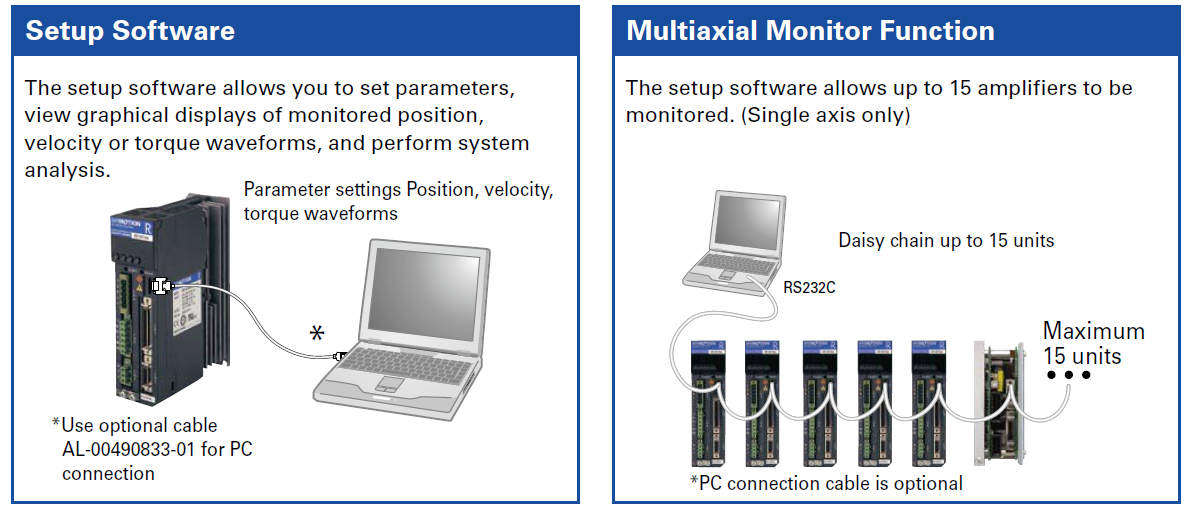 Setup Software
The setup software allows you to set parameters,
view graphical displays of monitored position,
velocity or torque waveforms, and perform system
analysis.
Parameter settings Position, velocity,
torque waveforms
R
*
*Use optional cable
AL-00490833-01 for PC
connection
Multiaxial Monitor Function
The setup software allows up to 15 amplifiers to be
monitored. (Single axis only)
Daisy chain up to 15 units
RS232C
Maximum
15 units
• • •
*PC connection cable is optional